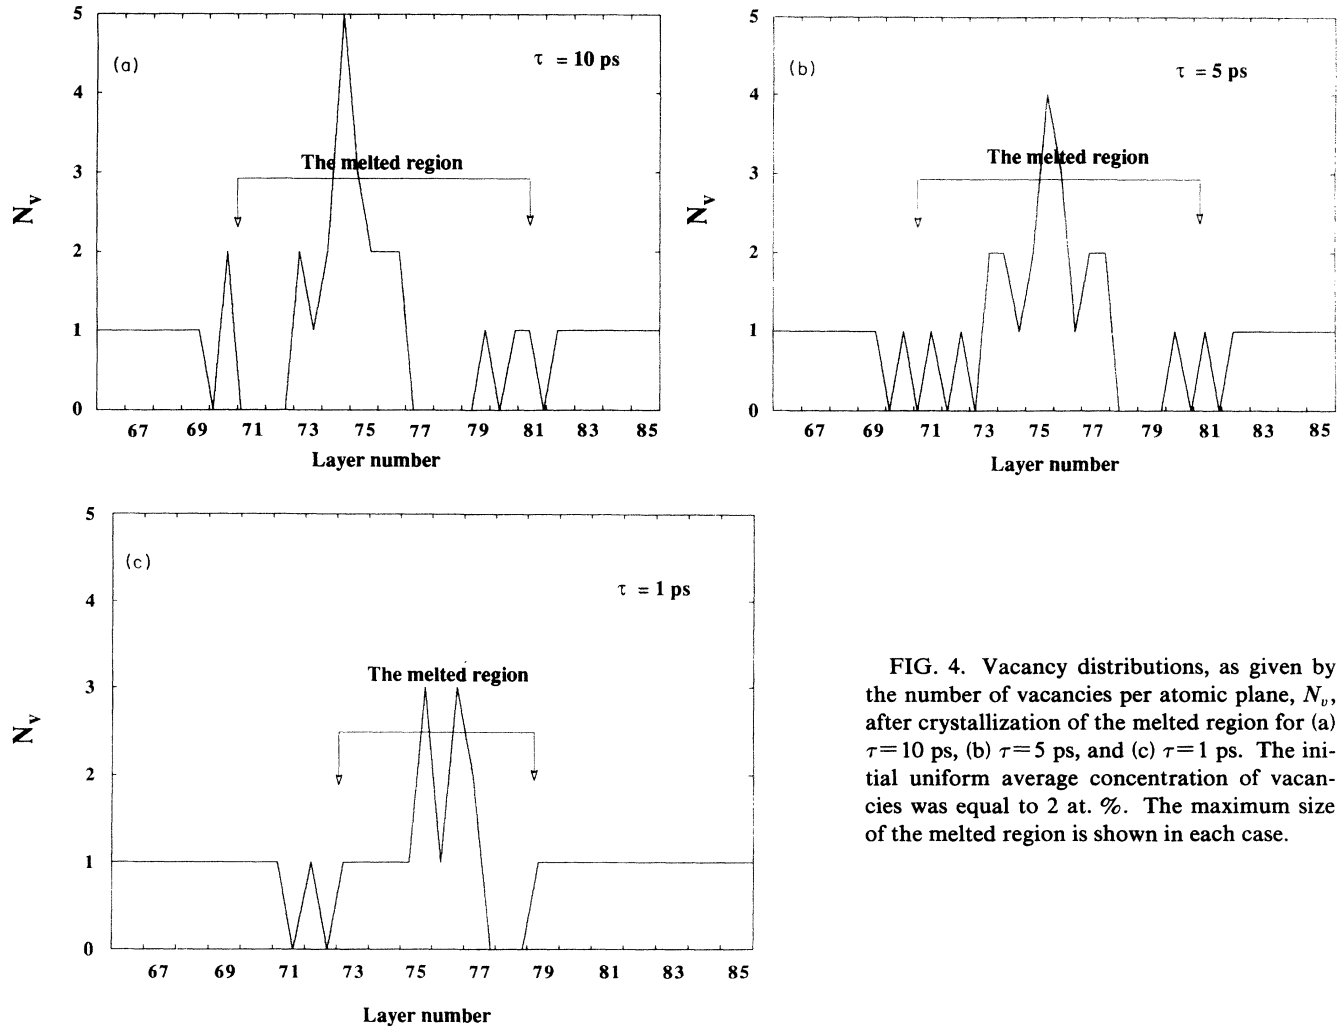 (a)
τ = 10 ps
The melted region
N_v
5
4
3
2
1
0
67 69 71 73 75 77 79 81 83 85
Layer number
(b)
τ = 5 ps
The melted region
N_v
5
4
3
2
1
0
67 69 71 73 75 77 79 81 83 85
Layer number
(c)
τ = 1 ps
The melted region
N_v
5
4
3
2
1
0
67 69 71 73 75 77 79 81 83 85
Layer number
FIG. 4. Vacancy distributions, as given by
the number of vacancies per atomic plane, N_v,
after crystallization of the melted region for (a)
τ=10 ps, (b) τ=5 ps, and (c) τ=1 ps. The ini-
tial uniform average concentration of vacan-
cies was equal to 2 at. %. The maximum size
of the melted region is shown in each case.